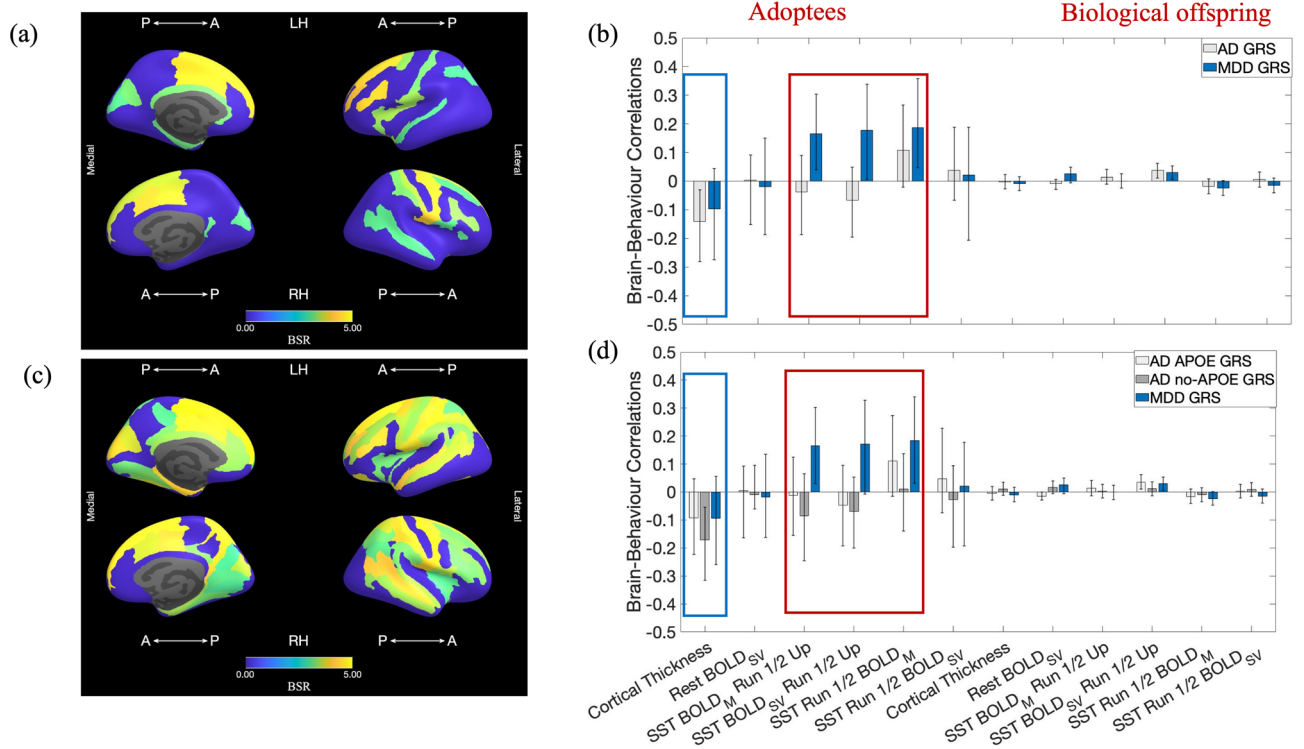 Adoptees
Biological offspring
(a)
P A LH A P
Medial
Lateral
A P RH P A
0.00 5.00
BSR
(b)
AD GRS
MDD GRS
Brain-Behaviour Correlations
0.5
0.4
0.3
0.2
0.1
0
-0.1
-0.2
-0.3
-0.4
-0.5
(c)
P A LH A P
Medial
Lateral
A P RH P A
0.00 5.00
BSR
(d)
AD APOE GRS
AD no-APOE GRS
MDD GRS
Brain-Behaviour Correlations
0.5
0.4
0.3
0.2
0.1
0
-0.1
-0.2
-0.3
-0.4
-0.5
Cortical Thickness
Rest BOLD SV
SST BOLD M Run 1/2 Up
SST BOLD SV Run 1/2 Up
SST Run 1/2 BOLD M
SST Run 1/2 BOLD SV
Cortical Thickness
Rest BOLD SV
SST BOLD M Run 1/2 Up
SST BOLD SV Run 1/2 Up
SST Run 1/2 BOLD M
SST Run 1/2 BOLD SV